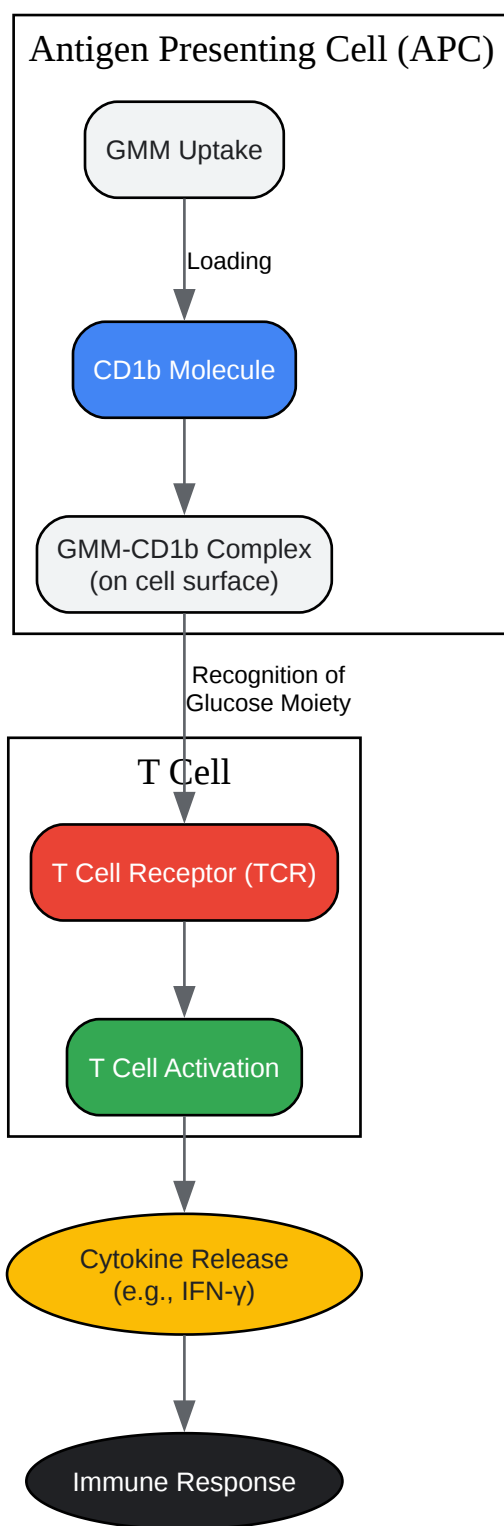 Antigen Presenting Cell (APC)
GMM Uptake
Loading
CD1b Molecule
GMM-CD1b Complex
(on cell surface)
Recognition of
Glucose Moiety
T Cell
T Cell Receptor (TCR)
T Cell Activation
Cytokine Release
(e.g., IFN-γ)
Immune Response